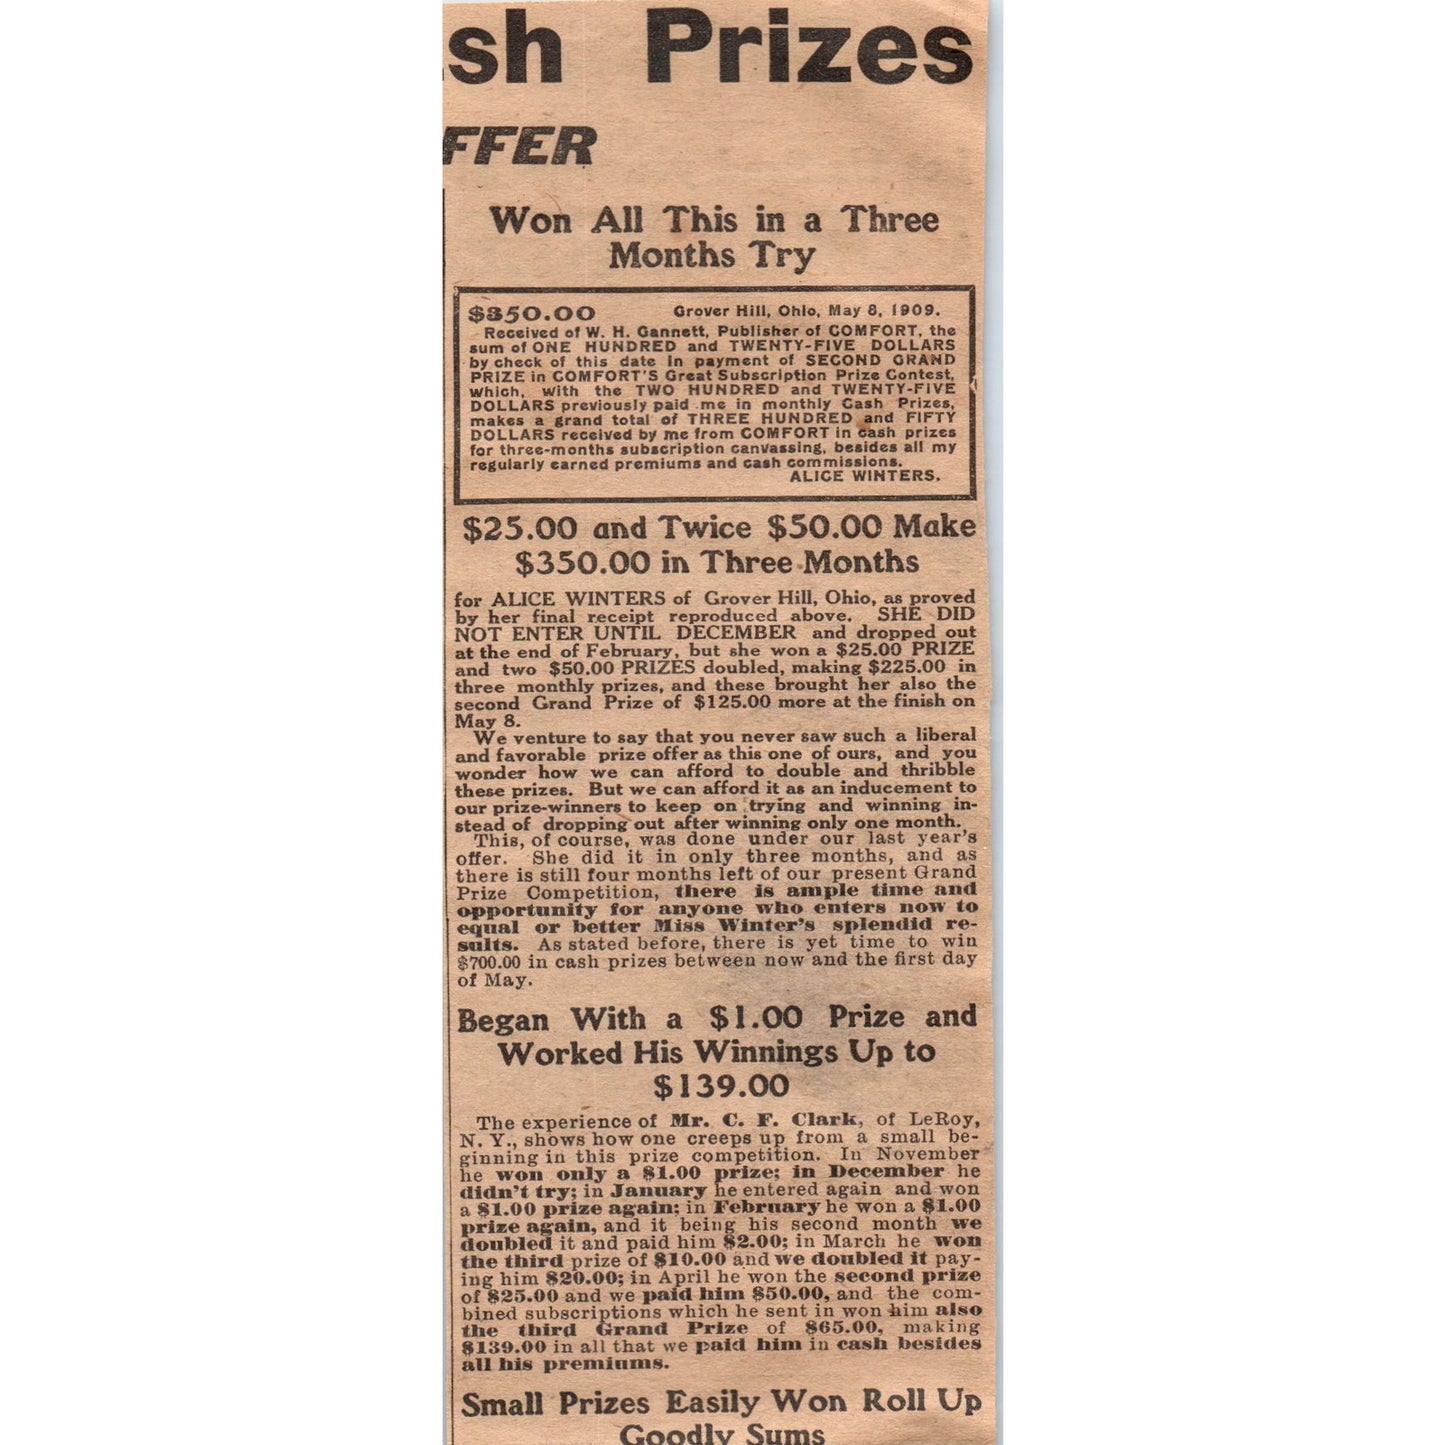 sh Prizes
FFER
Won All This in a Three
Months Try
$350.00 Grover Hill, Ohio, May 8, 1909.
Received of W. H. Gannett, Publisher of COMFORT, the
sum of ONE HUNDRED and TWENTY-FIVE DOLLARS
by check of this date in payment of SECOND GRAND
PRIZE in COMFORT'S Great Subscription Prize Contest,
which, with the TWO HUNDRED and TWENTY-FIVE
DOLLARS previously paid me in monthly Cash Prizes,
makes a grand total of THREE HUNDRED and FIFTY
DOLLARS received by me from COMFORT in cash prizes
for three-months subscription canvassing, besides all my
regularly earned premiums and cash commissions.
ALICE WINTERS.
$25.00 and Twice $50.00 Make
$350.00 in Three Months
for ALICE WINTERS of Grover Hill, Ohio, as proved
by her final receipt reproduced above. SHE DID
NOT ENTER UNTIL DECEMBER and dropped out
at the end of February, but she won a $25.00 PRIZE
and two $50.00 PRIZES doubled, making $225.00 in
three monthly prizes, and these brought her also the
second Grand Prize of $125.00 more at the finish on
May 8.
We venture to say that you never saw such a liberal
and favorable prize offer as this one of ours, and you
wonder how we can afford to double and thribble
these prizes. But we can afford it as an inducement to
our prize-winners to keep on trying and winning in-
stead of dropping out after winning only one month.
This, of course, was done under our last year's
offer. She did it in only three months, and as
there is still four months left of our present Grand
Prize Competition, there is ample time and
opportunity for anyone who enters now to
equal or better Miss Winter's splendid re-
sults. As stated before, there is yet time to win
$700.00 in cash prizes between now and the first day
of May.
Began With a $1.00 Prize and
Worked His Winnings Up to
$139.00
The experience of Mr. C. F. Clark, of LeRoy,
N. Y., shows how one creeps up from a small be-
ginning in this prize competition. In November
he won only a $1.00 prize; in December he
didn't try; in January he entered again and won
a $1.00 prize again; in February he won a $1.00
prize again, and it being his second month we
doubled it and paid him $2.00; in March he won
the third prize of $10.00 and we doubled it pay-
ing him $20.00; in April he won the second prize
of $25.00 and we paid him $50.00, and the com-
bined subscriptions which he sent in won him also
the third Grand Prize of $65.00, making
$139.00 in all that we paid him in cash besides
all his premiums.
Small Prizes Easily Won Roll Up
Goodly Sums